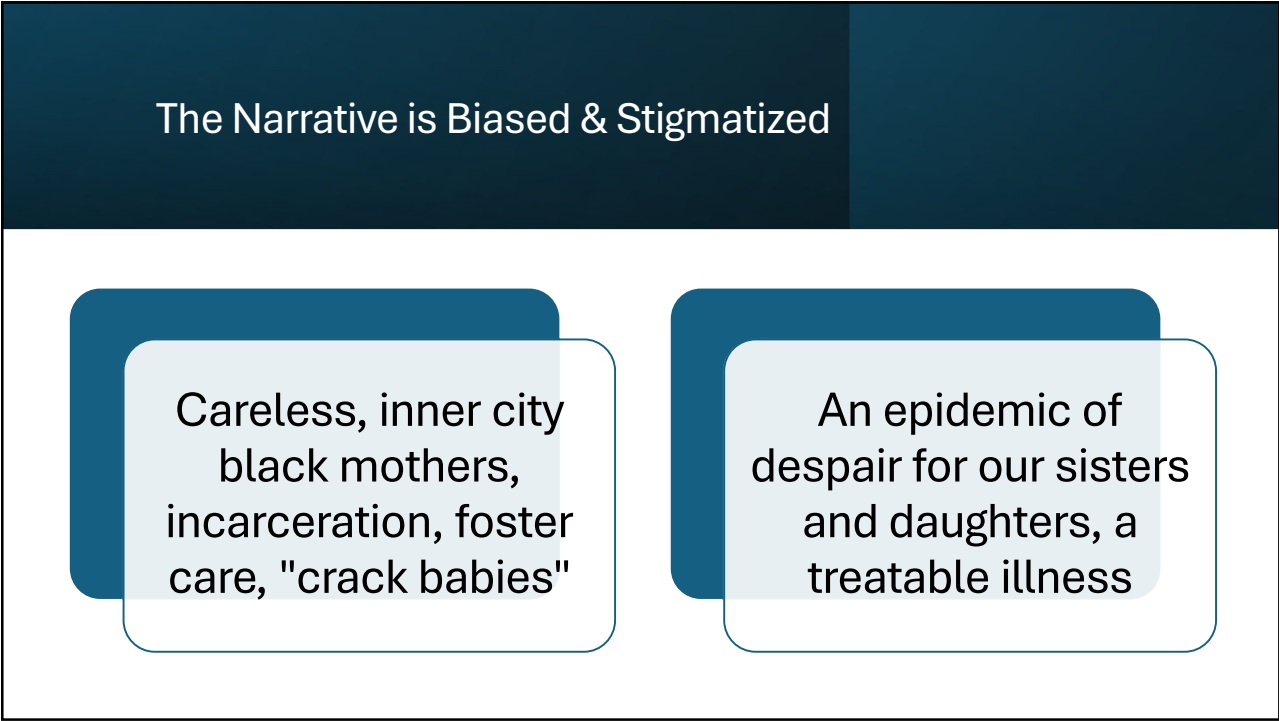 The Narrative is Biased & Stigmatized
Careless, inner city
black mothers,
incarceration, foster
care, "crack babies"
An epidemic of
despair for our sisters
and daughters, a
treatable illness